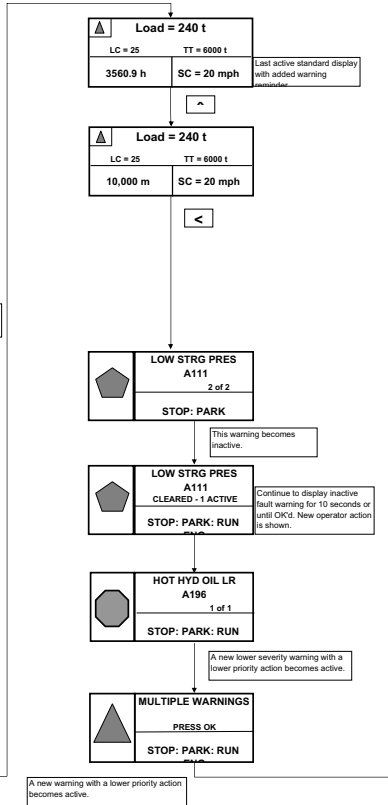 Load = 240 t
LC = 25 TT = 6000 t
3560.9 h SC = 20 mph
Last active standard display
with added warning
reminder
^
Load = 240 t
LC = 25 TT = 6000 t
10,000 m SC = 20 mph
<
LOW STRG PRES
A111
2 of 2
STOP: PARK
This warning becomes
inactive.
LOW STRG PRES
A111
CLEARED - 1 ACTIVE
STOP: PARK: RUN
ENG
Continue to display inactive
fault warning for 10 seconds or
until OK'd. New operator action
is shown.
HOT HYD OIL LR
A196
1 of 1
STOP: PARK: RUN
A new lower severity warning with a
lower priority action becomes active.
MULTIPLE WARNINGS
PRESS OK
STOP: PARK: RUN
ENG
A new warning with a lower priority action
becomes active.